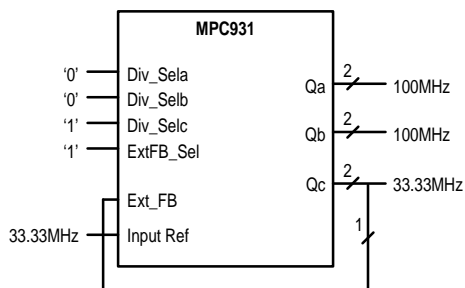 MPC931
'0' Div_Sela
'0' Div_Selb
'1' Div_Selc
'1' ExtFB_Sel
Ext_FB
33.33MHz Input Ref
Qa 2 100MHz
Qb 2 100MHz
Qc 2 33.33MHz
1